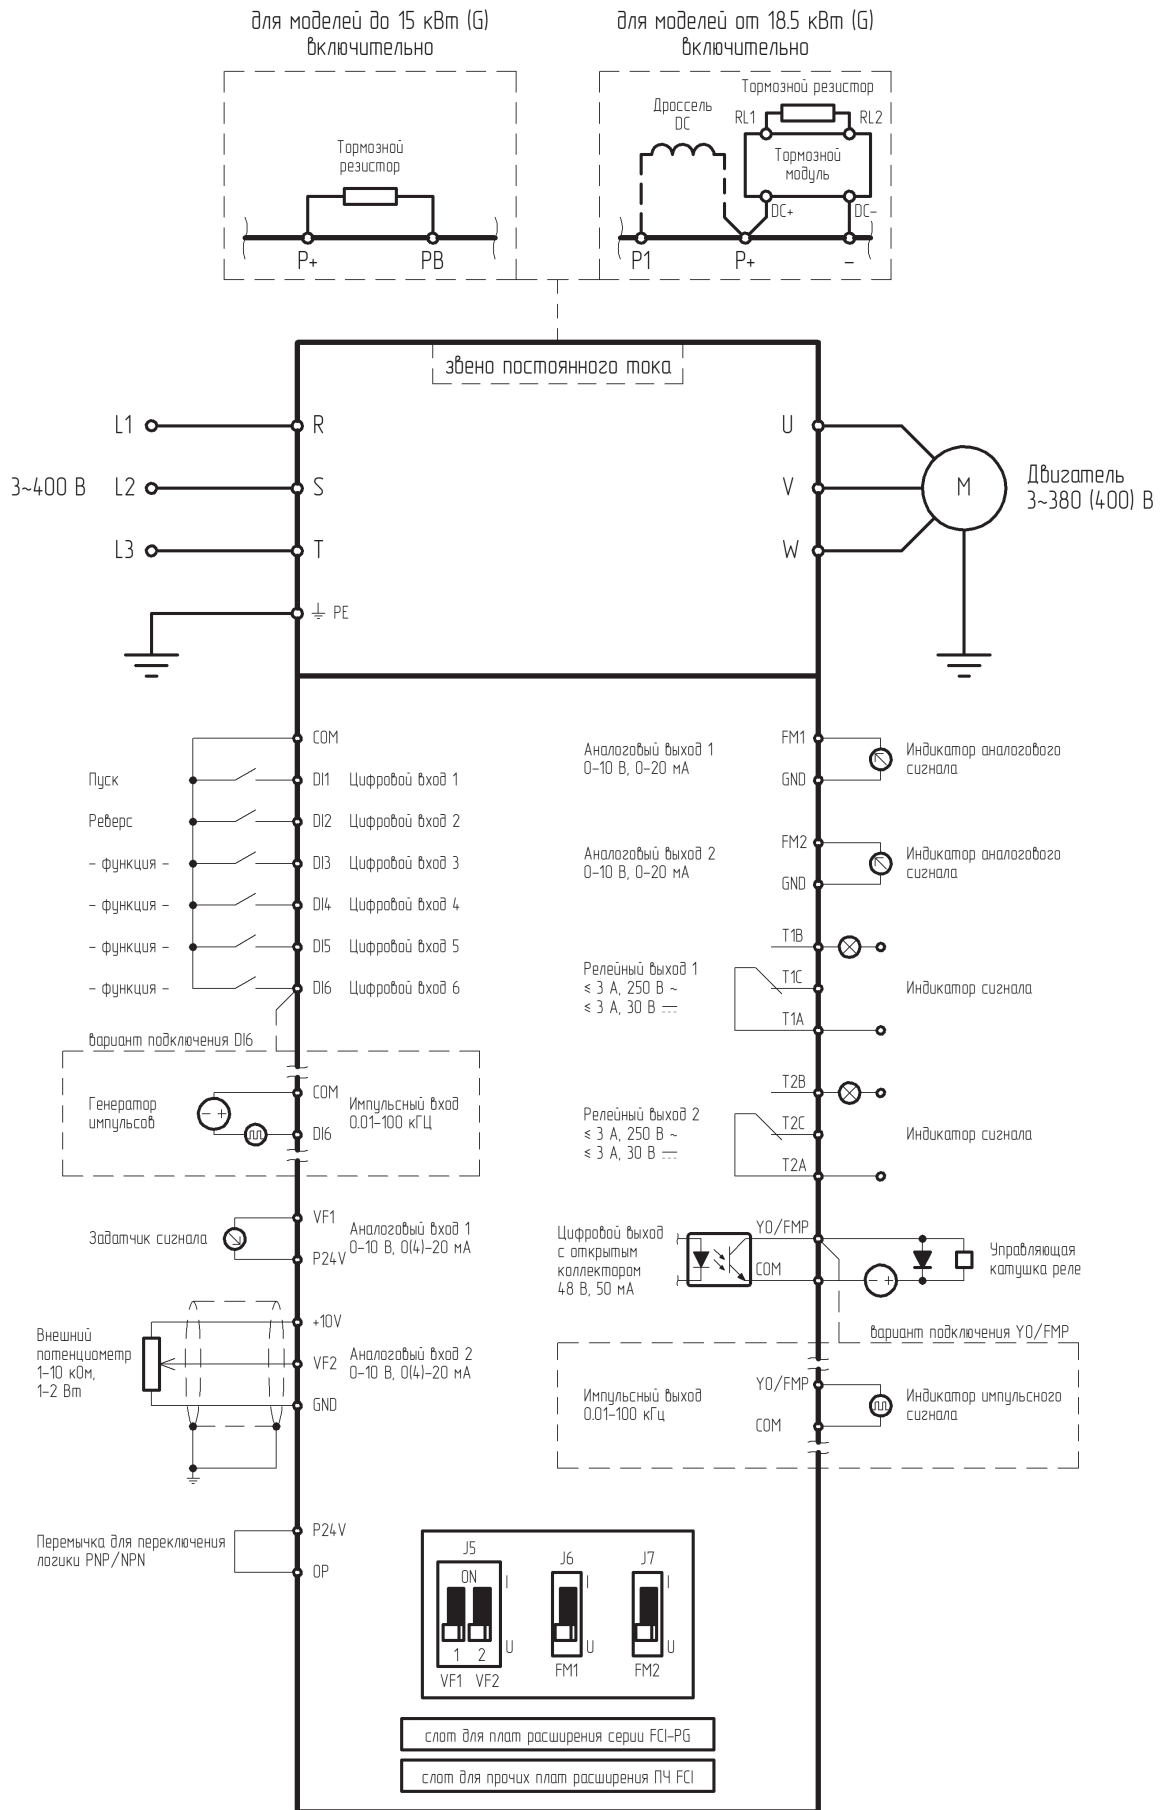 для моделей до 15 кВт (G)
включительно
для моделей от 18.5 кВт (G)
включительно
Тормозной
резистор
P+
PB
Дроссель
DC
Тормозной резистор
RL1
RL2
Тормозной
модуль
DC+
DC-
P1
P+
-
звено постоянного тока
3~400 В
L1
L2
L3
R
S
T
PE
U
V
W
M
Двигатель
3~380 (400) В
COM
Пуск
DI1 Цифровой вход 1
Реверс
DI2 Цифровой вход 2
- функция -
DI3 Цифровой вход 3
- функция -
DI4 Цифровой вход 4
- функция -
DI5 Цифровой вход 5
- функция -
DI6 Цифровой вход 6
вариант подключения DI6
Генератор
импульсов
- +
COM
DI6
Импульсный вход
0.01-100 кГЦ
Задатчик сигнала
VF1
P24V
Аналоговый вход 1
0-10 В, 0(4)-20 мА
Внешний
потенциометр
1-10 кОм,
1-2 Вт
+10V
VF2
GND
Аналоговый вход 2
0-10 В, 0(4)-20 мА
Перемычка для переключения
логики PNP/NPN
P24V
OP
Аналоговый выход 1
0-10 В, 0-20 мА
FM1
GND
Индикатор аналогового
сигнала
Аналоговый выход 2
0-10 В, 0-20 мА
FM2
GND
Индикатор аналогового
сигнала
Релейный выход 1
≤ 3 А, 250 В ~
≤ 3 А, 30 В ⎓
T1B
T1C
T1A
Индикатор сигнала
Релейный выход 2
≤ 3 А, 250 В ~
≤ 3 А, 30 В ⎓
T2B
T2C
T2A
Индикатор сигнала
Цифровой выход
с открытым
коллектором
48 В, 50 мА
YO/FMP
COM
- +
Управляющая
катушка реле
вариант подключения YO/FMP
Импульсный выход
0.01-100 кГц
YO/FMP
COM
Индикатор импульсного
сигнала
J5
ON
I
U
1 2
VF1 VF2
J6
I
U
FM1
J7
I
U
FM2
слот для плат расширения серии FCI-PG
слот для прочих плат расширения ПЧ FCI